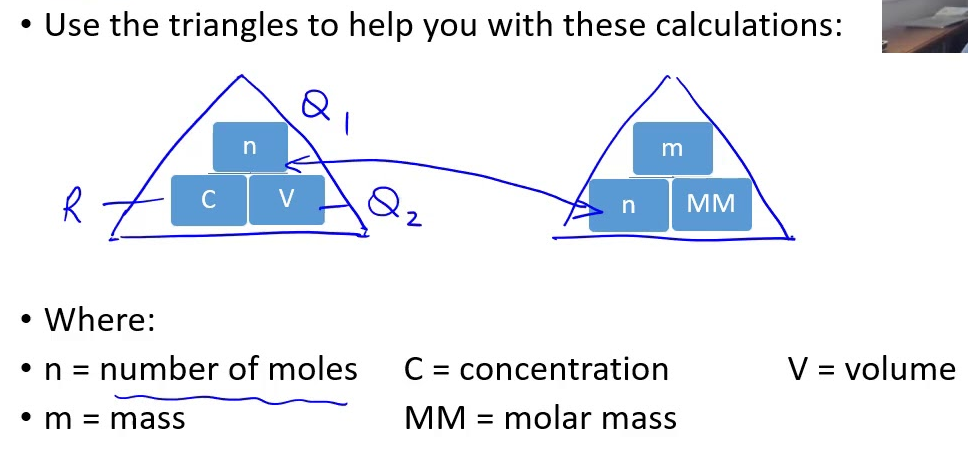 • Use the triangles to help you with these calculations:
Q1
n
m
R
C
V
Q2
n
MM
• Where:
• n = number of moles C = concentration V = volume
• m = mass MM = molar mass